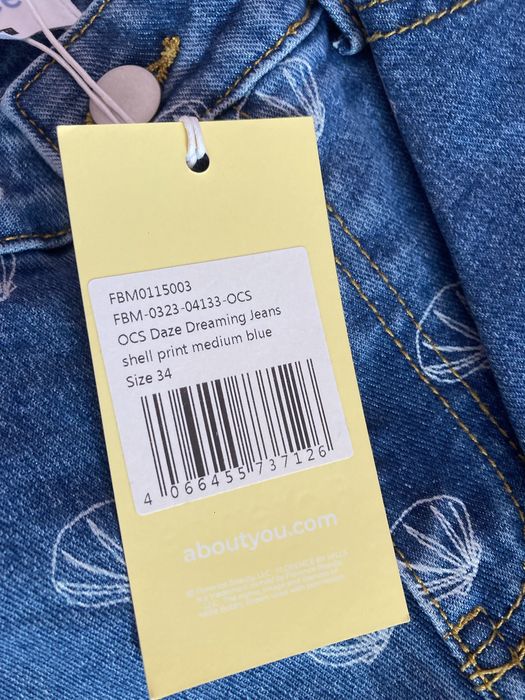 FBM0115003
FBM-0323-04133-OCS
OCS Daze Dreaming Jeans
shell print medium blue
Size 34
4 066455 737126
aboutyou.com